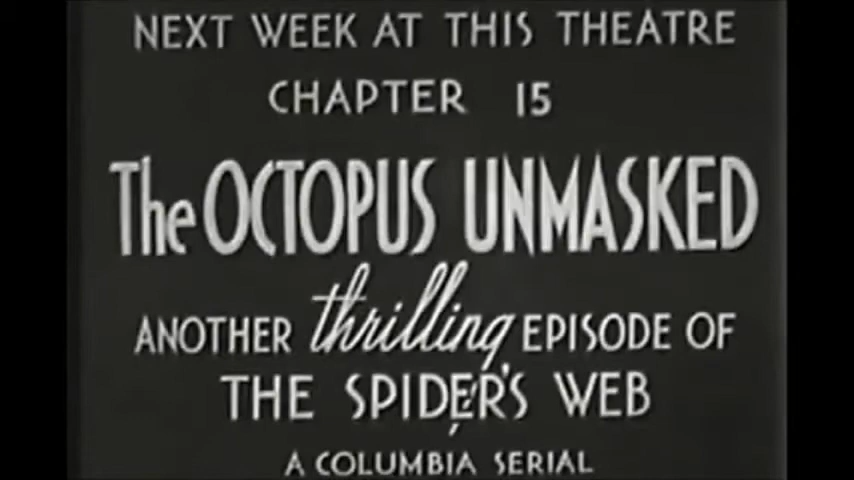 NEXT WEEK AT THIS THEATRE
CHAPTER 15
The OCTOPUS UNMASKED
ANOTHER thrilling EPISODE OF
THE SPIDER'S WEB
A COLUMBIA SERIAL